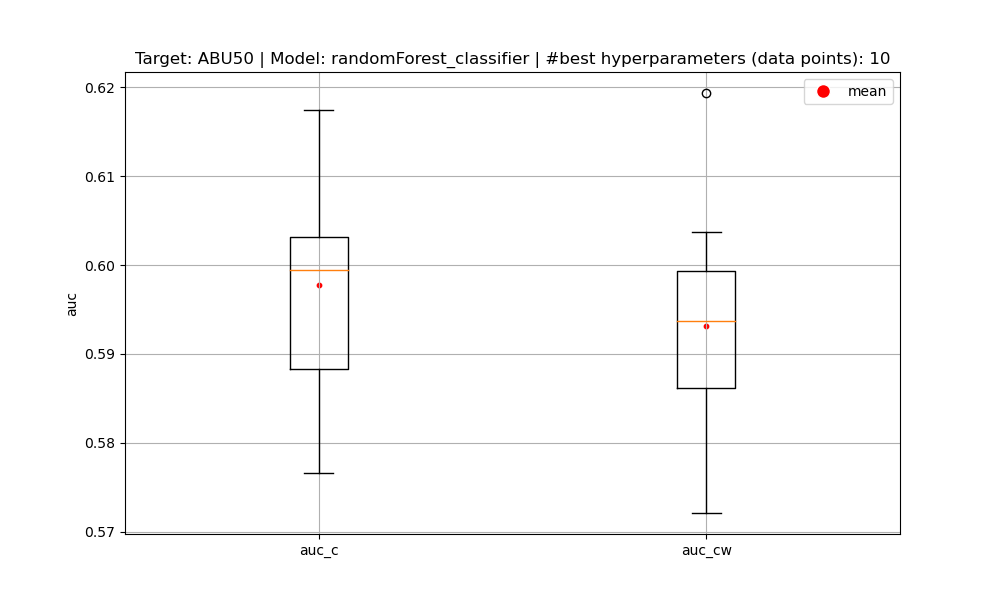 Target: ABU50 | Model: randomForest_classifier | #best hyperparameters (data points): 10
mean
0.62
0.61
0.60
0.59
0.58
0.57
auc
auc_c
auc_cw